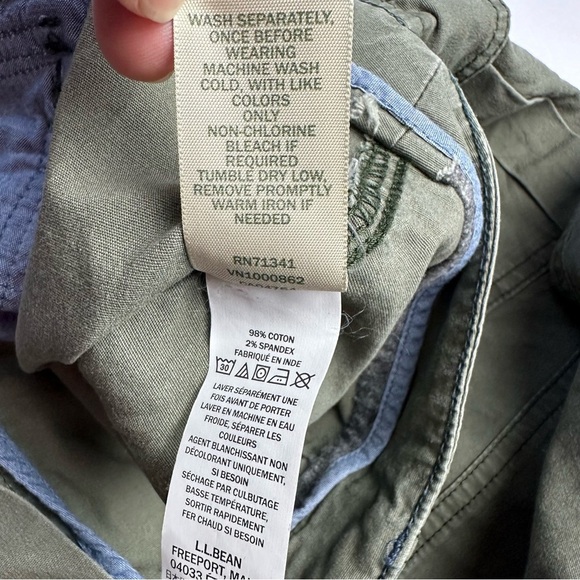 WASH SEPARATELY,
ONCE BEFORE
WEARING
MACHINE WASH
COLD, WITH LIKE
COLORS
ONLY
NON-CHLORINE
BLEACH IF
REQUIRED
TUMBLE DRY LOW,
REMOVE PROMPTLY
WARM IRON IF
NEEDED
RN71341
VN1000862
98% COTON
2% SPANDEX
FABRIQUÉ EN INDE
30
LAVER SÉPARÉMENT UNE
FOIS AVANT DE PORTER
LAVER EN MACHINE EN EAU
FROIDE, SÉPARER LES
COULEURS
AGENT BLANCHISSANT NON
DÉCOLORANT UNIQUEMENT,
SI BESOIN
SÉCHAGE PAR CULBUTAGE
BASSE TEMPÉRATURE,
SORTIR RAPIDEMENT
FER CHAUD SI BESOIN
L.L.BEAN
FREEPORT,
04033